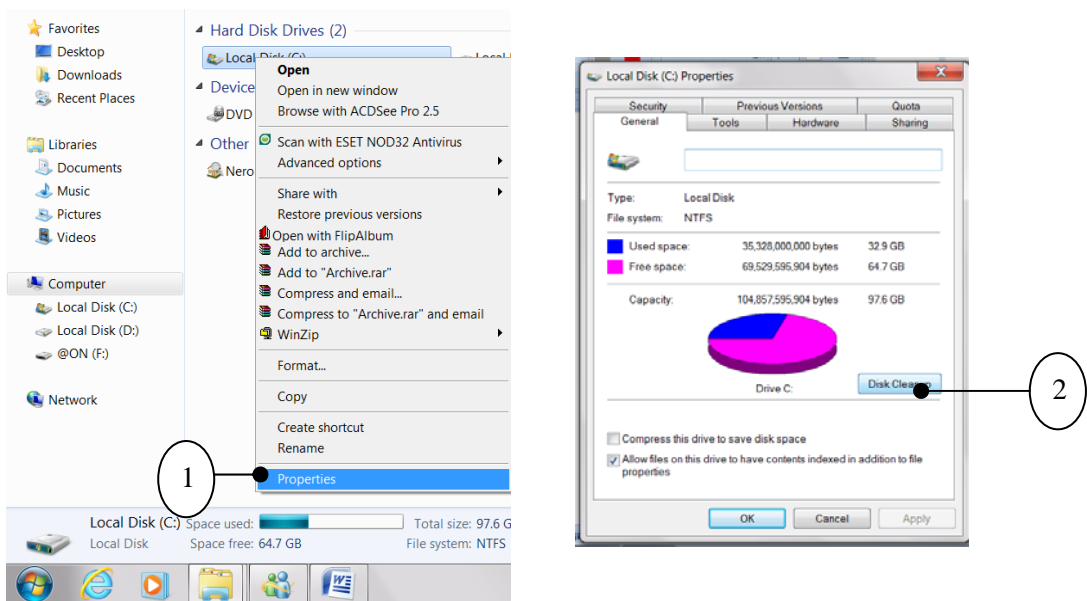 Favorites
Desktop
Downloads
Recent Places
Libraries
Documents
Music
Pictures
Videos
Computer
Local Disk (C:)
Local Disk (D:)
@ON (F:)
Network
Hard Disk Drives (2)
Local Disk (C:)
Device
DVD
Other
Nero
Open
Open in new window
Browse with ACDSee Pro 2.5
Scan with ESET NOD32 Antivirus
Advanced options
Share with
Restore previous versions
Open with FlipAlbum
Add to archive...
Add to "Archive.rar"
Compress and email...
Compress to "Archive.rar" and email
WinZip
Format...
Copy
Create shortcut
Rename
Properties
1
Local Disk (C:) Space used: Total size: 97.6 G
Local Disk Space free: 64.7 GB File system: NTFS
Local Disk (C:) Properties
Security Previous Versions Quota
General Tools Hardware Sharing
Type: Local Disk
File system: NTFS
Used space: 35,328,000,000 bytes 32.9 GB
Free space: 69,529,595,904 bytes 64.7 GB
Capacity: 104,857,595,904 bytes 97.6 GB
Drive C:
Disk Cleanup
2
Compress this drive to save disk space
Allow files on this drive to have contents indexed in addition to file
properties
OK Cancel Apply